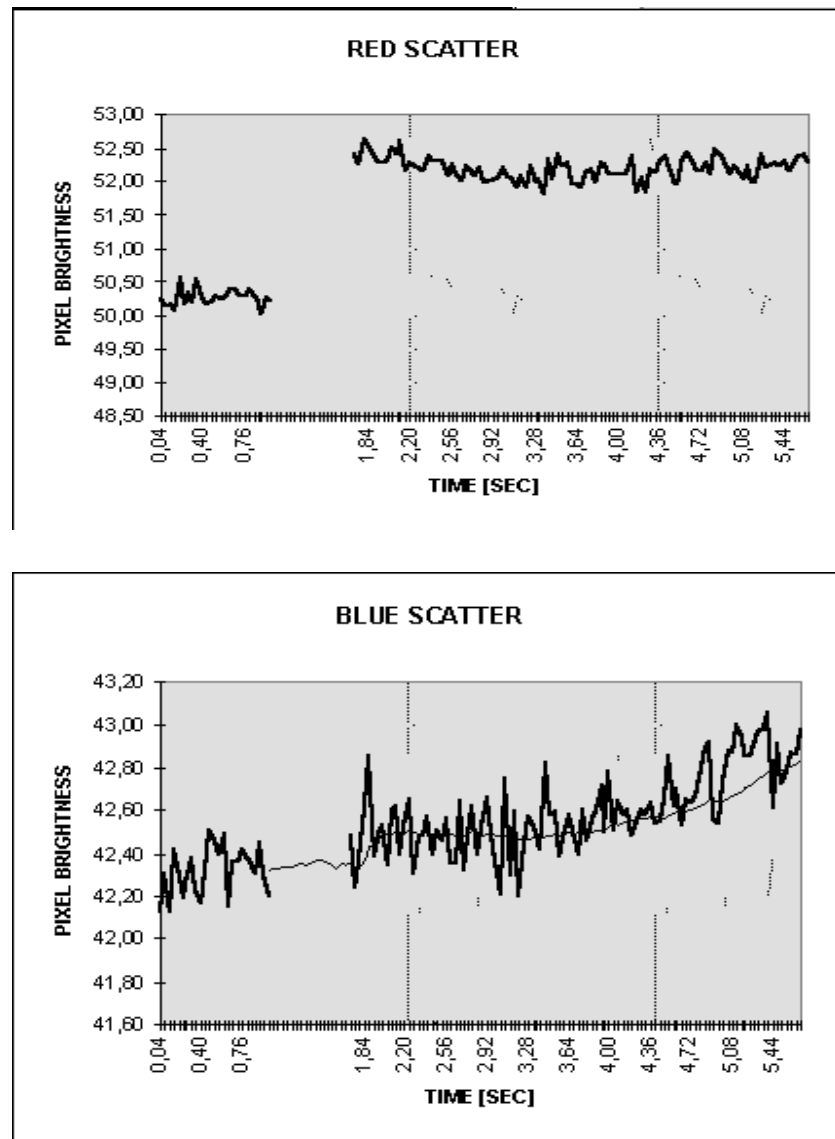 RED SCATTER
PIXEL BRIGHTNESS
53,00
52,50
52,00
51,50
51,00
50,50
50,00
49,50
49,00
48,50
0,04 0,40 0,76 1,84 2,20 2,56 2,92 3,28 3,64 4,00 4,36 4,72 5,08 5,44
TIME [SEC]
BLUE SCATTER
PIXEL BRIGHTNESS
43,20
43,00
42,80
42,60
42,40
42,20
42,00
41,80
41,60
0,04 0,40 0,76 1,84 2,20 2,56 2,92 3,28 3,64 4,00 4,36 4,72 5,08 5,44
TIME [SEC]